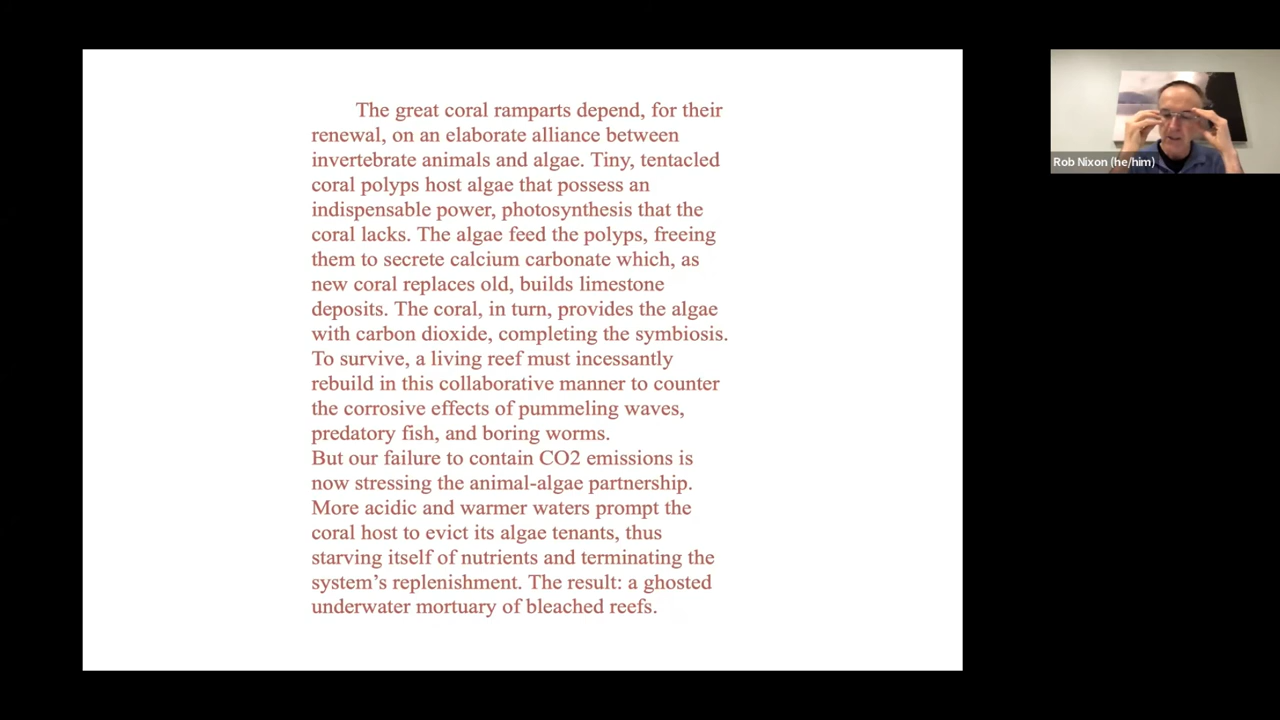 The great coral ramparts depend, for their
renewal, on an elaborate alliance between
invertebrate animals and algae. Tiny, tentacled
coral polyps host algae that possess an
indispensable power, photosynthesis that the
coral lacks. The algae feed the polyps, freeing
them to secrete calcium carbonate which, as
new coral replaces old, builds limestone
deposits. The coral, in turn, provides the algae
with carbon dioxide, completing the symbiosis.
To survive, a living reef must incessantly
rebuild in this collaborative manner to counter
the corrosive effects of pummeling waves,
predatory fish, and boring worms.
But our failure to contain CO2 emissions is
now stressing the animal-algae partnership.
More acidic and warmer waters prompt the
coral host to evict its algae tenants, thus
starving itself of nutrients and terminating the
system’s replenishment. The result: a ghosted
underwater mortuary of bleached reefs.
Rob Nixon (he/him)